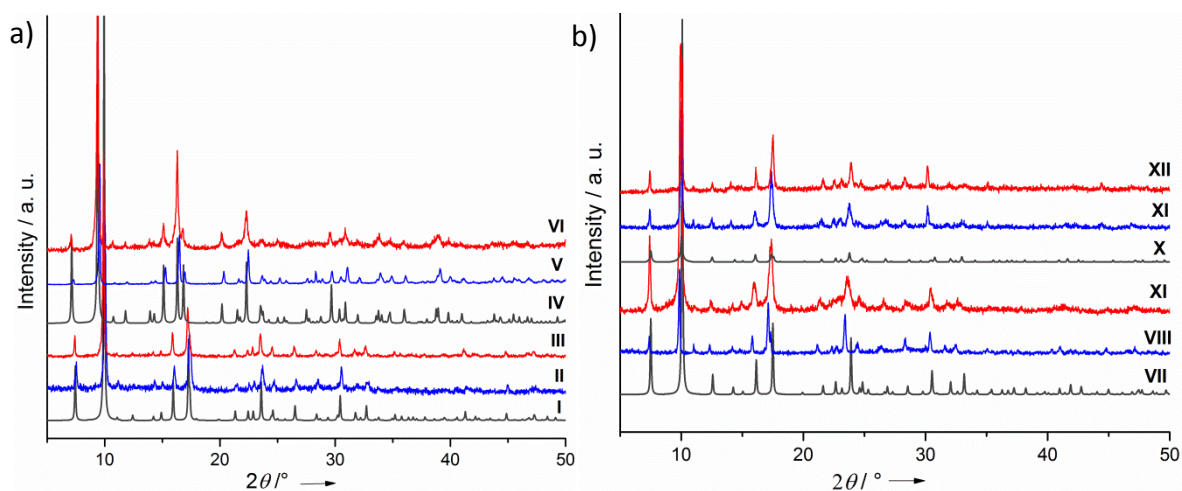 a)
Intensity / a. u.
VI
V
IV
III
II
I
10
20
30
40
50
2θ /°
b)
Intensity / a. u.
XII
XI
X
XI
VIII
VII
10
20
30
40
50
2θ / °